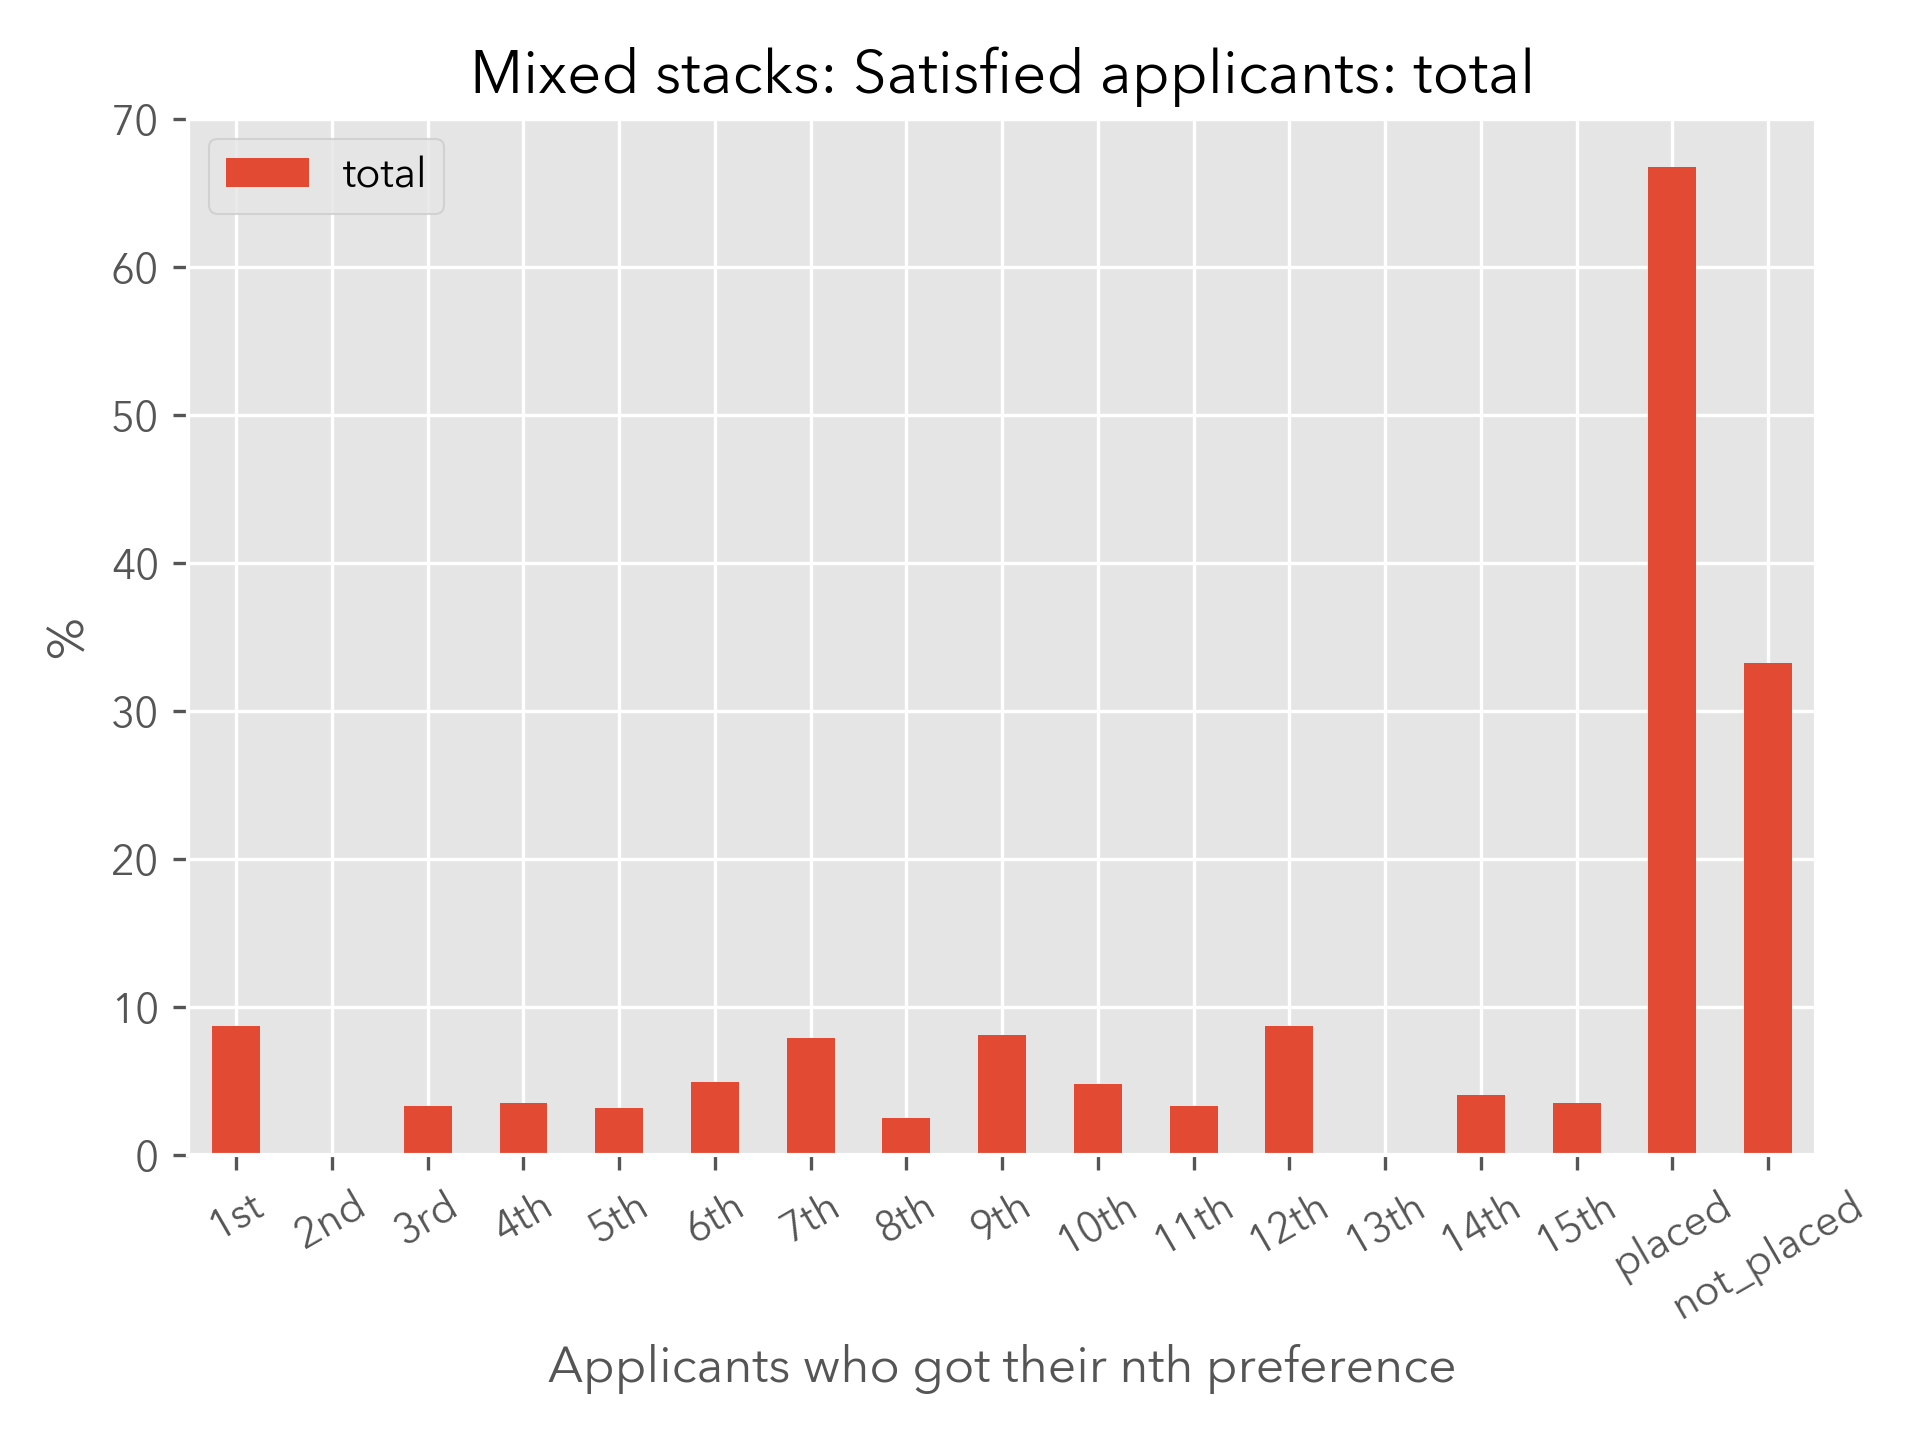 Mixed stacks: Satisfied applicants: total
total
70
60
50
40
30
20
10
0
%
1st 2nd 3rd 4th 5th 6th 7th 8th 9th 10th 11th 12th 13th 14th 15th placed not_placed
Applicants who got their nth preference